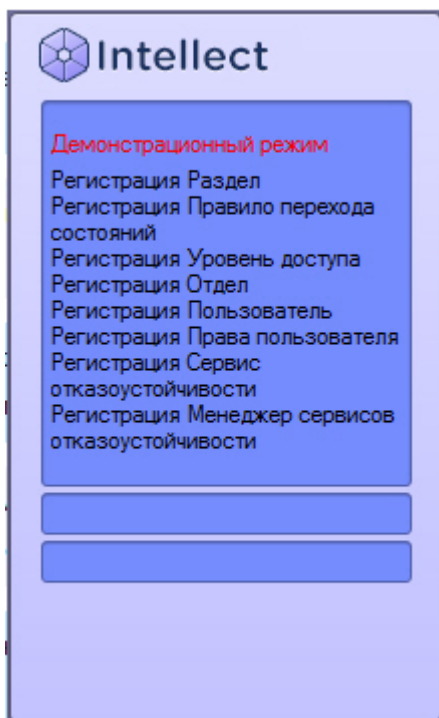 Intellect
Демонстрационный режим
Регистрация Раздел
Регистрация Правило перехода
состояний
Регистрация Уровень доступа
Регистрация Отдел
Регистрация Пользователь
Регистрация Права пользователя
Регистрация Сервис
отказоустойчивости
Регистрация Менеджер сервисов
отказоустойчивости